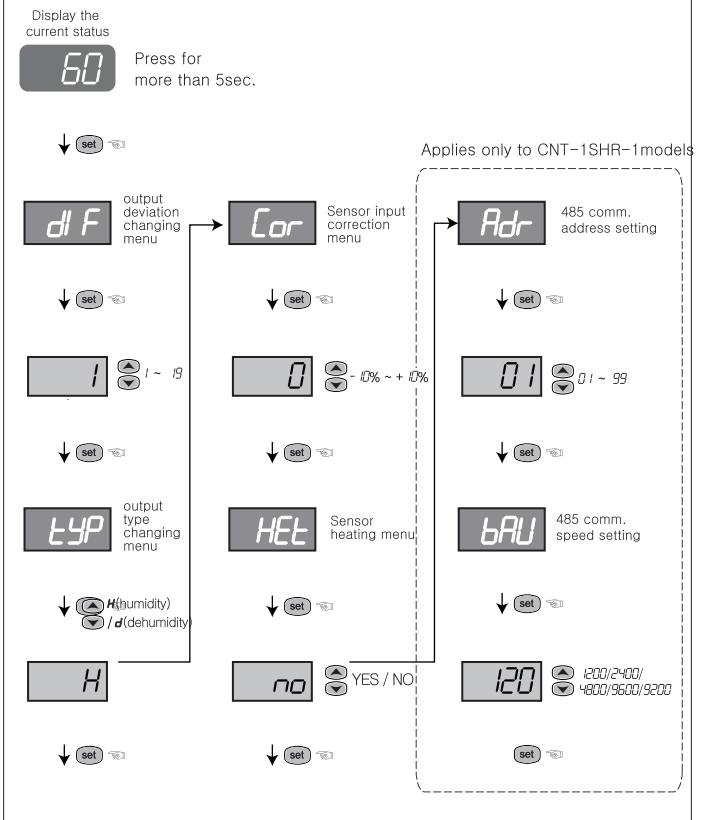 Display the
current status
60
Press for
more than 5sec.
set
Applies only to CNT-1SHR-1models
dIF
output
deviation
changing
menu
Cor
Sensor input
correction
menu
Adr
485 comm.
address setting
set
set
set
1
1 ~ 19
0
- 10% ~ + 10%
01
01 ~ 99
set
set
set
tYP
output
type
changing
menu
HEt
Sensor
heating menu
bAU
485 comm.
speed setting
H(humidity)
/ d(dehumidity)
set
set
H
no
YES / NO
120
1200/2400/
4800/9600/9200
set
set
set